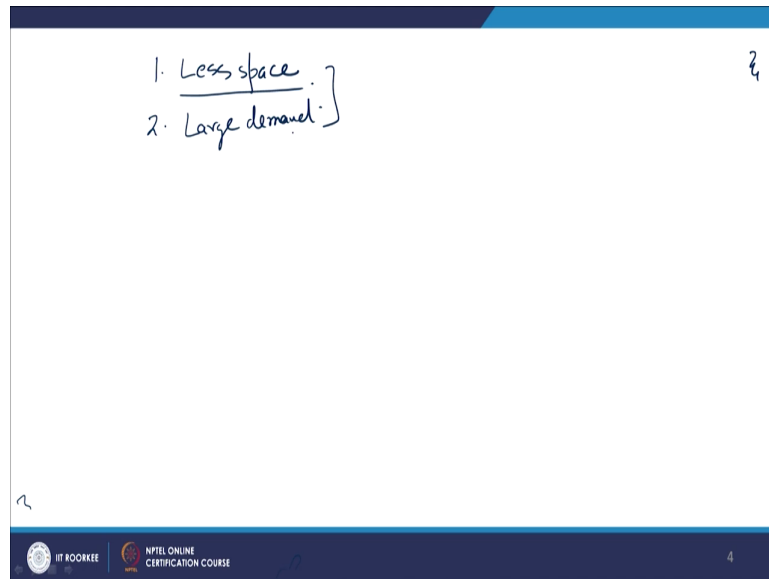 1. Less space.
2. Large demand.
IIT ROORKEE
NPTEL ONLINE
CERTIFICATION COURSE
4